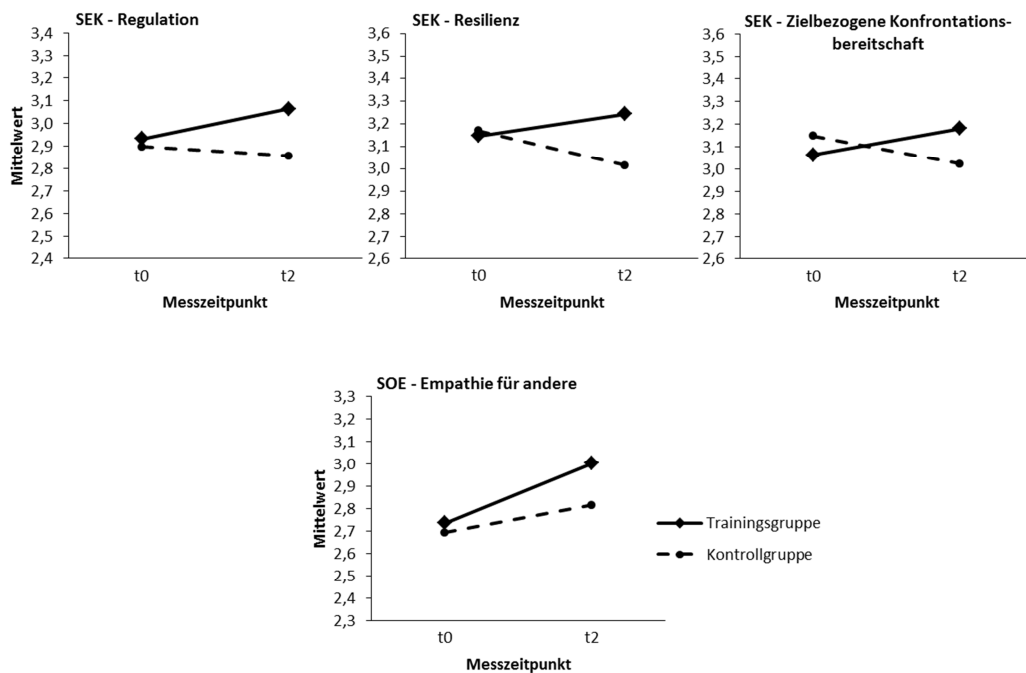 SEK - Regulation
3,4
3,3
3,2
3,1
3,0
2,9
2,8
2,7
2,6
2,5
2,4
Mittelwert
t0
t2
Messzeitpunkt
SEK - Resilienz
3,6
3,5
3,4
3,3
3,2
3,1
3,0
2,9
2,8
2,7
2,6
t0
t2
Messzeitpunkt
SEK - Zielbezogene Konfrontations-
bereitschaft
3,6
3,5
3,4
3,3
3,2
3,1
3,0
2,9
2,8
2,7
2,6
t0
t2
Messzeitpunkt
SOE - Empathie für andere
3,3
3,2
3,1
3,0
2,9
2,8
2,7
2,6
2,5
2,4
2,3
Mittelwert
t0
t2
Messzeitpunkt
Trainingsgruppe
Kontrollgruppe